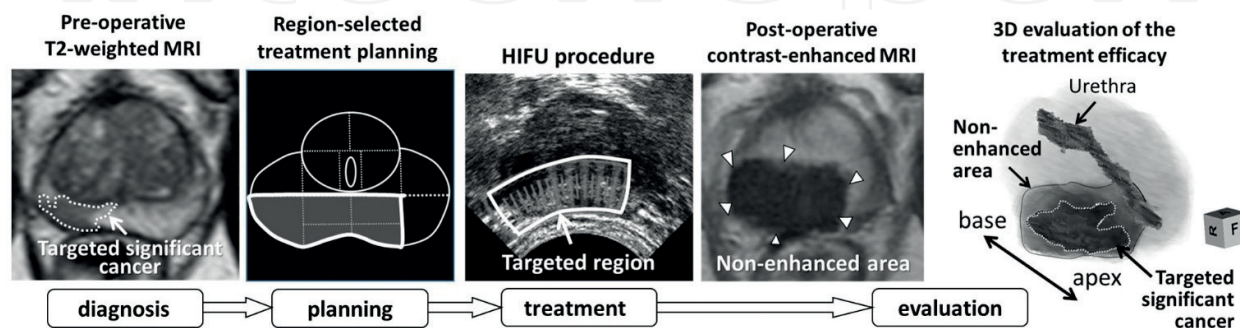 Pre-operative
T2-weighted MRI
Region-selected
treatment planning
HIFU procedure
Post-operative
contrast-enhanced MRI
3D evaluation of the
treatment efficacy
Targeted significant
cancer
Targeted region
Non-enhanced area
Urethra
Non-
enhanced
area
base
apex
Targeted
significant
cancer
A
R
F
diagnosis
planning
treatment
evaluation